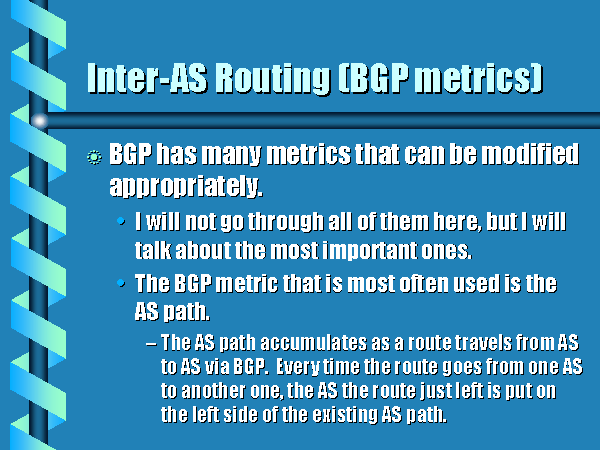 Inter-AS Routing (BGP metrics)
BGP has many metrics that can be modified
appropriately.
• I will not go through all of them here, but I will
talk about the most important ones.
• The BGP metric that is most often used is the
AS path.
– The AS path accumulates as a route travels from AS
to AS via BGP. Every time the route goes from one AS
to another one, the AS the route just left is put on
the left side of the existing AS path.